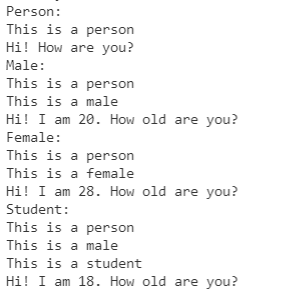 Person:
This is a person
Hi! How are you?
Male:
This is a person
This is a male
Hi! I am 20. How old are you?
Female:
This is a person
This is a female
Hi! I am 28. How old are you?
Student:
This is a person
This is a male
This is a student
Hi! I am 18. How old are you?